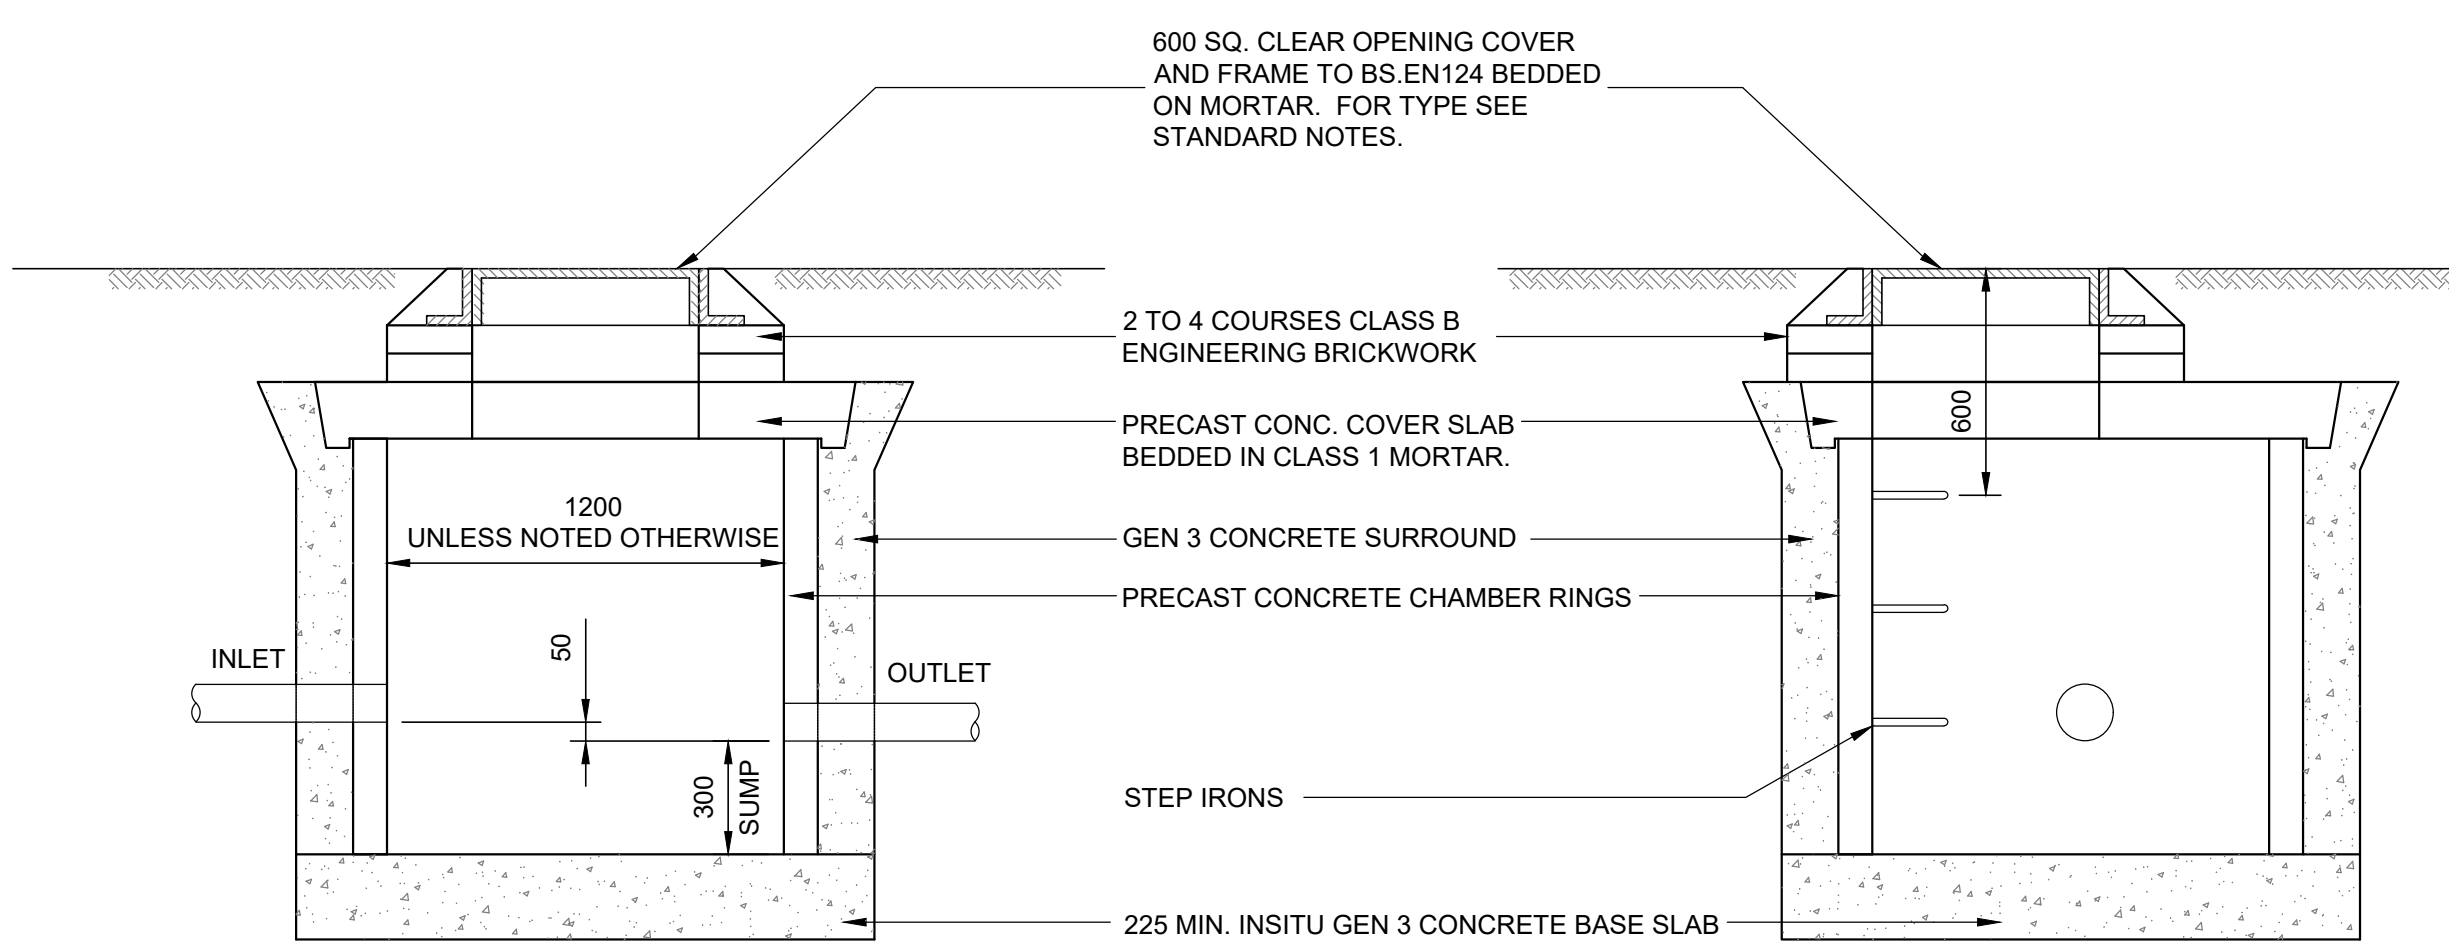 600 SQ. CLEAR OPENING COVER
AND FRAME TO BS.EN124 BEDDED
ON MORTAR.  FOR TYPE SEE
STANDARD NOTES.
2 TO 4 COURSES CLASS B
ENGINEERING BRICKWORK
600
PRECAST CONC. COVER SLAB
BEDDED IN CLASS 1 MORTAR.
1200
UNLESS NOTED OTHERWISE
GEN 3 CONCRETE SURROUND
PRECAST CONCRETE CHAMBER RINGS
50
INLET
OUTLET
300
SUMP
STEP IRONS
225 MIN. INSITU GEN 3 CONCRETE BASE SLAB